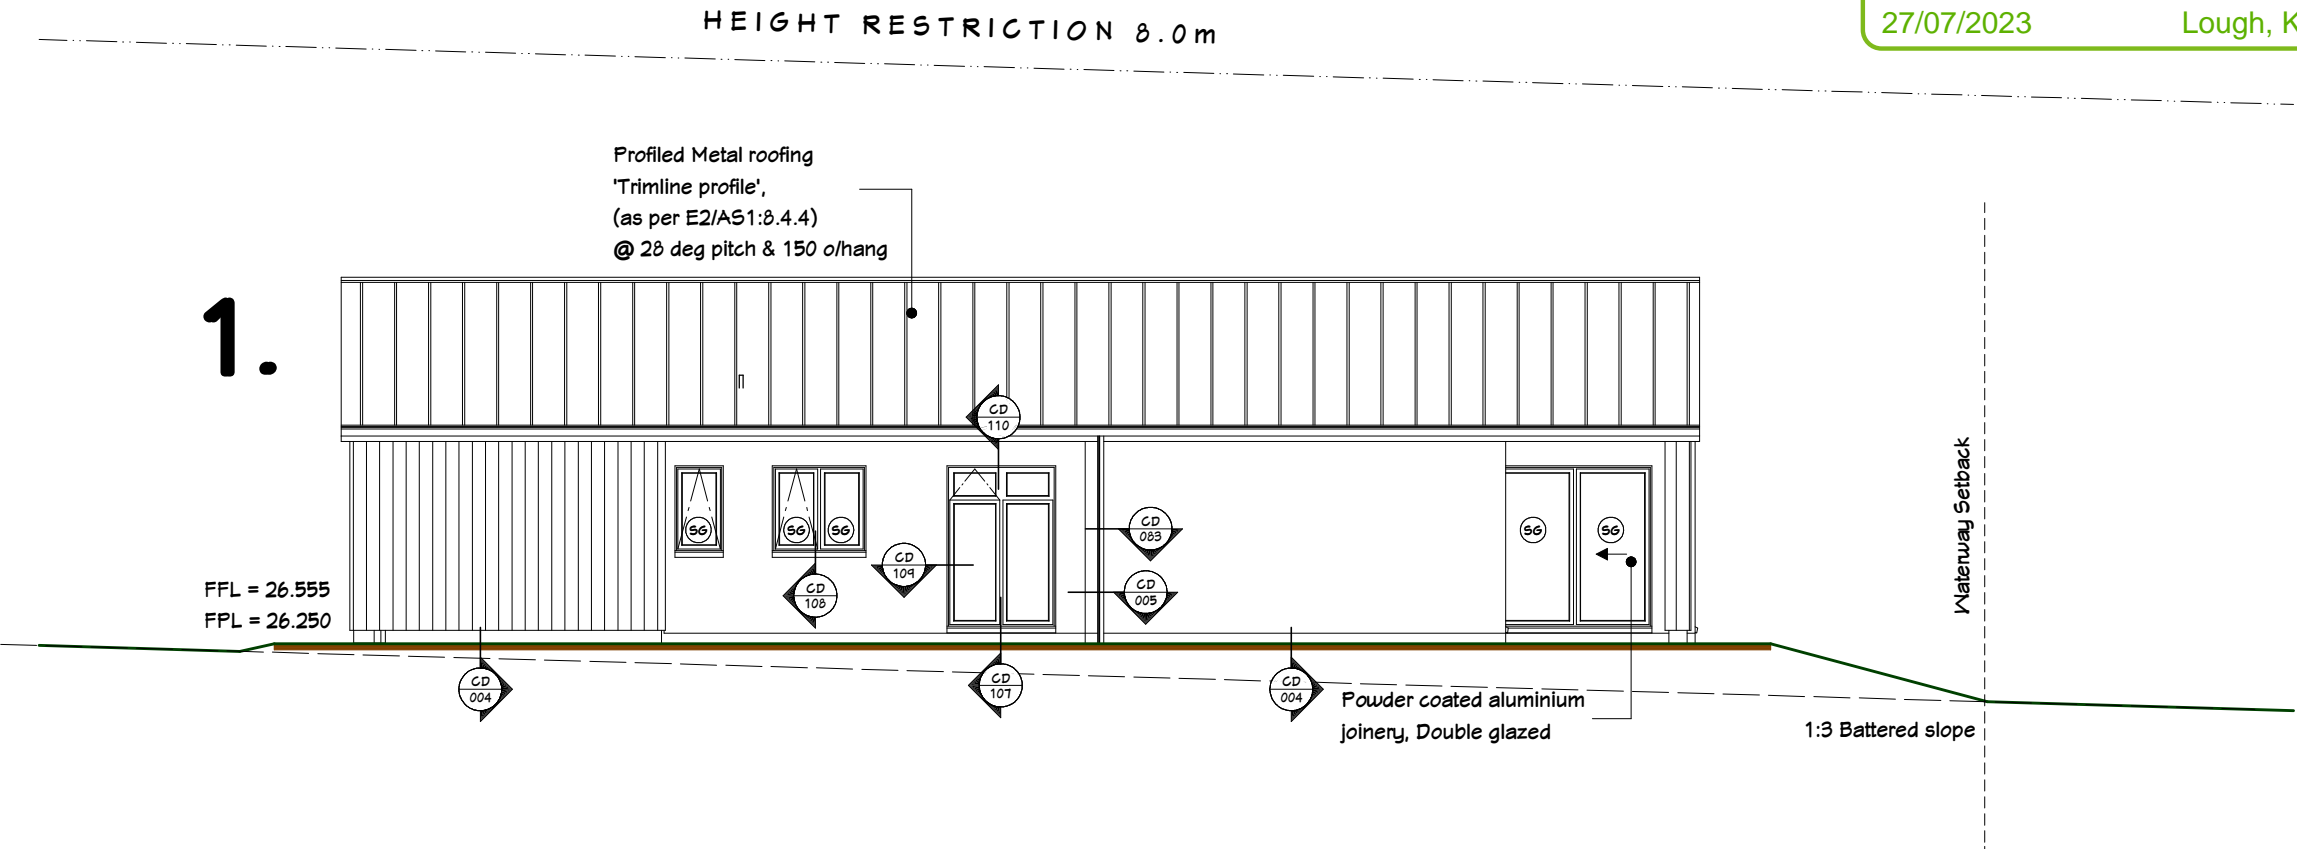 HEIGHT RESTRICTION 8.0m
27/07/2023 Lough, K
Profiled Metal roofing
'Trimline profile',
(as per E2/AS1:8.4.4)
@ 28 deg pitch & 150 o/hang
1.
CD
110
SG
SG
SG
SG
SG
CD
083
CD
109
CD
108
CD
005
FFL = 26.555
FPL = 26.250
Waterway Setback
CD
004
CD
107
CD
004
Powder coated aluminium
joinery, Double glazed
1:3 Battered slope